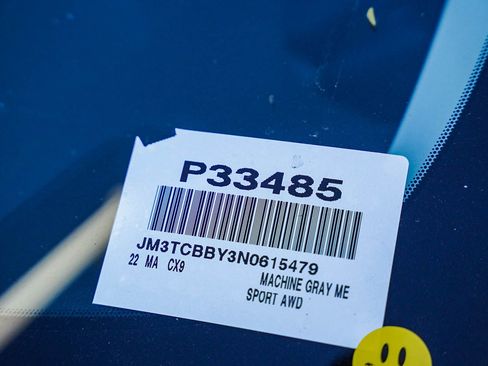 P33485
JM3TCBBY3N0615479
22 MA CX9
MACHINE GRAY ME
SPORT AWD